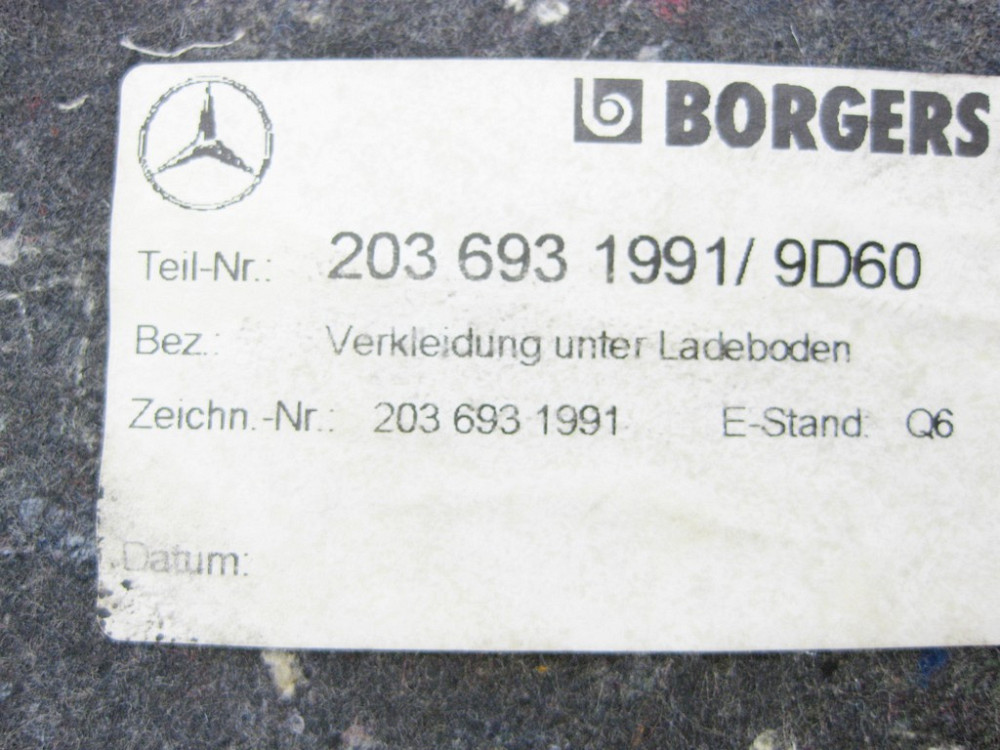 BORGERS
Teil-Nr.: 203 693 1991/ 9D60
Bez.: Verkleidung unter Ladeboden
Zeichn.-Nr.: 203 693 1991 E-Stand: Q6
Datum: